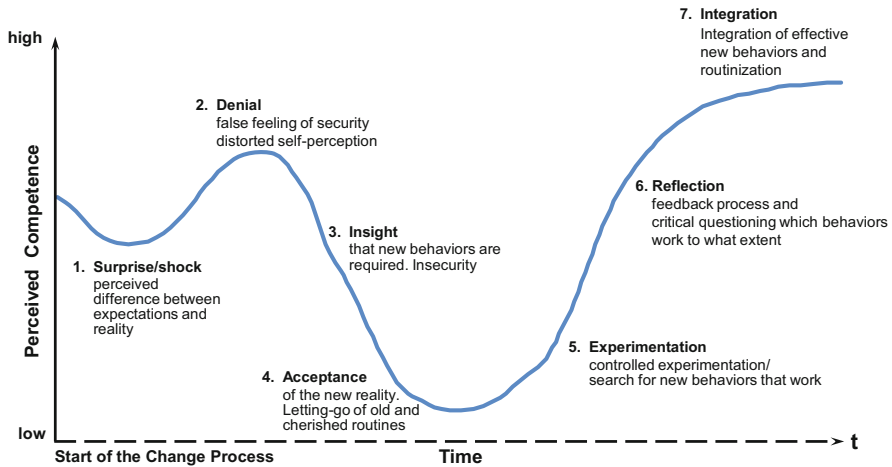 high
7. Integration
Integration of effective
new behaviors and
routinization
2. Denial
false feeling of security
distorted self-perception
6. Reflection
feedback process and
critical questioning which behaviors
work to what extent
3. Insight
that new behaviors are
required. Insecurity
1. Surprise/shock
perceived
difference between
expectations and
reality
Perceived Competence
5. Experimentation
controlled experimentation/
search for new behaviors that work
4. Acceptance
of the new reality.
Letting-go of old and
cherished routines
low
t
Start of the Change Process
Time